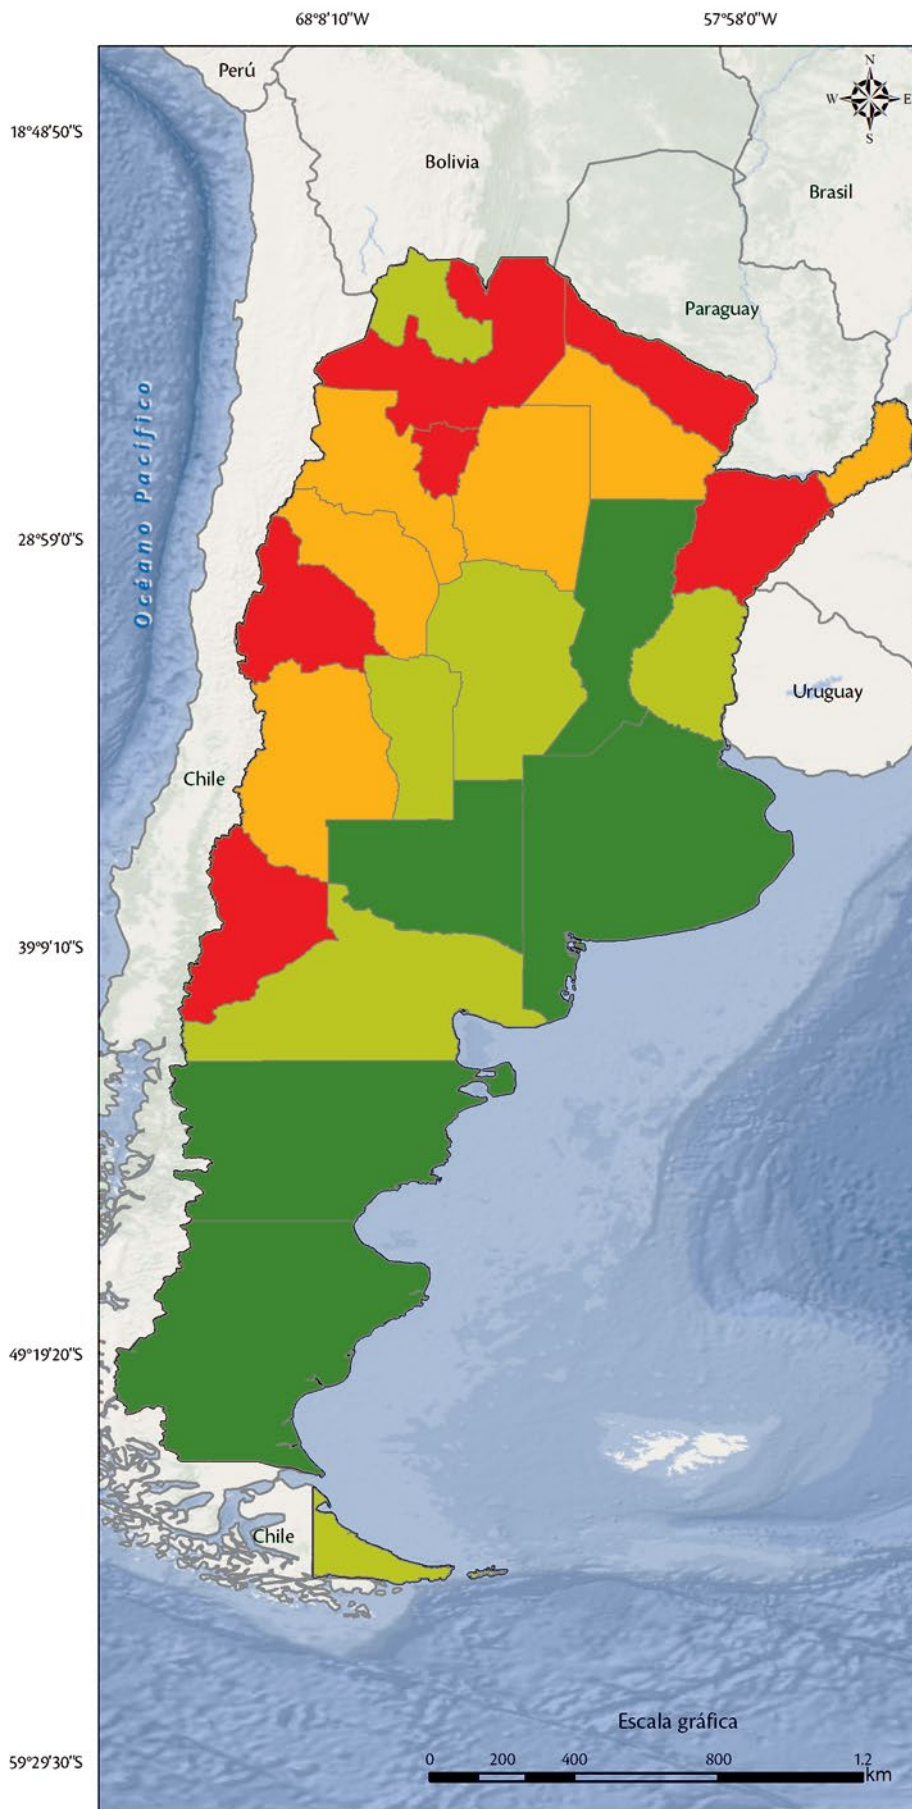 68°8'10"W
57°58'0"W
Perú
N
W
E
S
18°48'50"S
Bolivia
Brasil
Paraguay
Océano Pacífico
28°59'0"S
Uruguay
Chile
39°9'10"S
49°19'20"S
Chile
Escala gráfica
59°29'30"S
0 200 400 800 1.2
km